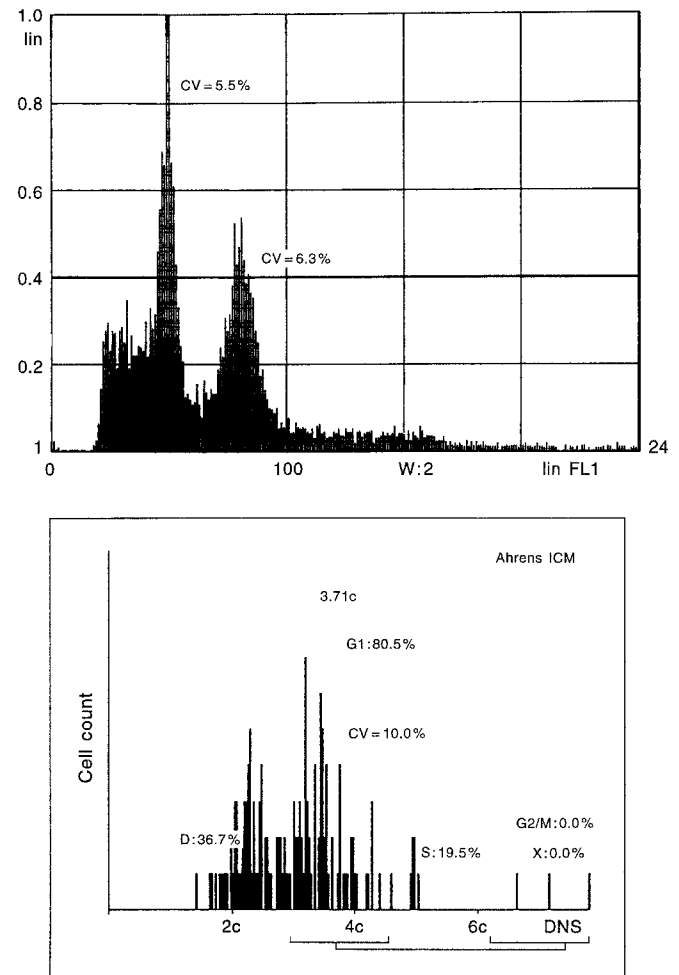 1.0
lin
CV=5.5%
0.8
0.6
CV=6.3%
0.4
0.2
1
24
0
100
W:2
lin FL1
Ahrens ICM
3.71c
G1:80.5%
Cell count
CV=10.0%
G2/M:0.0%
D:36.7%
S:19.5%
X:0.0%
2c
4c
6c
DNS